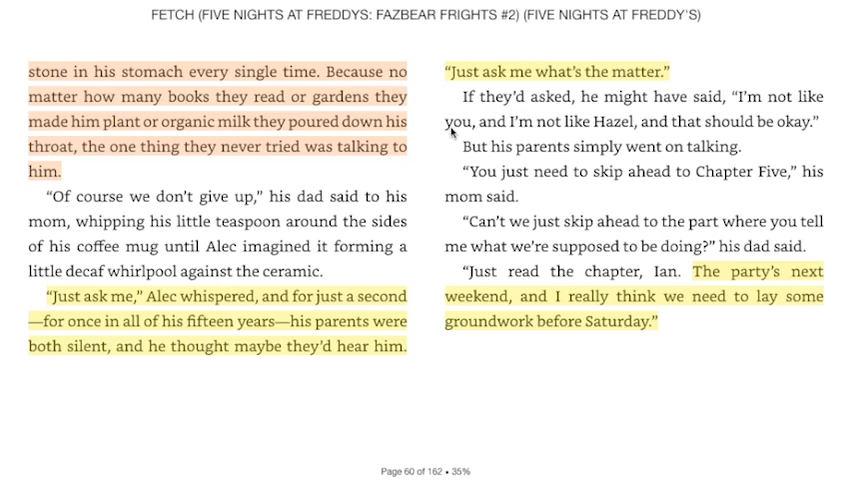 FETCH (FIVE NIGHTS AT FREDDYS: FAZBEAR FRIGHTS #2) (FIVE NIGHTS AT FREDDY'S)
stone in his stomach every single time. Because no
matter how many books they read or gardens they
made him plant or organic milk they poured down his
throat, the one thing they never tried was talking to
him.
“Of course we don’t give up,” his dad said to his
mom, whipping his little teaspoon around the sides
of his coffee mug until Alec imagined it forming a
little decaf whirlpool against the ceramic.
“Just ask me,” Alec whispered, and for just a second
—for once in all of his fifteen years—his parents were
both silent, and he thought maybe they’d hear him.
“Just ask me what’s the matter.”
If they’d asked, he might have said, “I’m not like
you, and I’m not like Hazel, and that should be okay.”
But his parents simply went on talking.
“You just need to skip ahead to Chapter Five,” his
mom said.
“Can’t we just skip ahead to the part where you tell
me what we’re supposed to be doing?” his dad said.
“Just read the chapter, Ian. The party’s next
weekend, and I really think we need to lay some
groundwork before Saturday.”
Page 60 of 162 • 35%